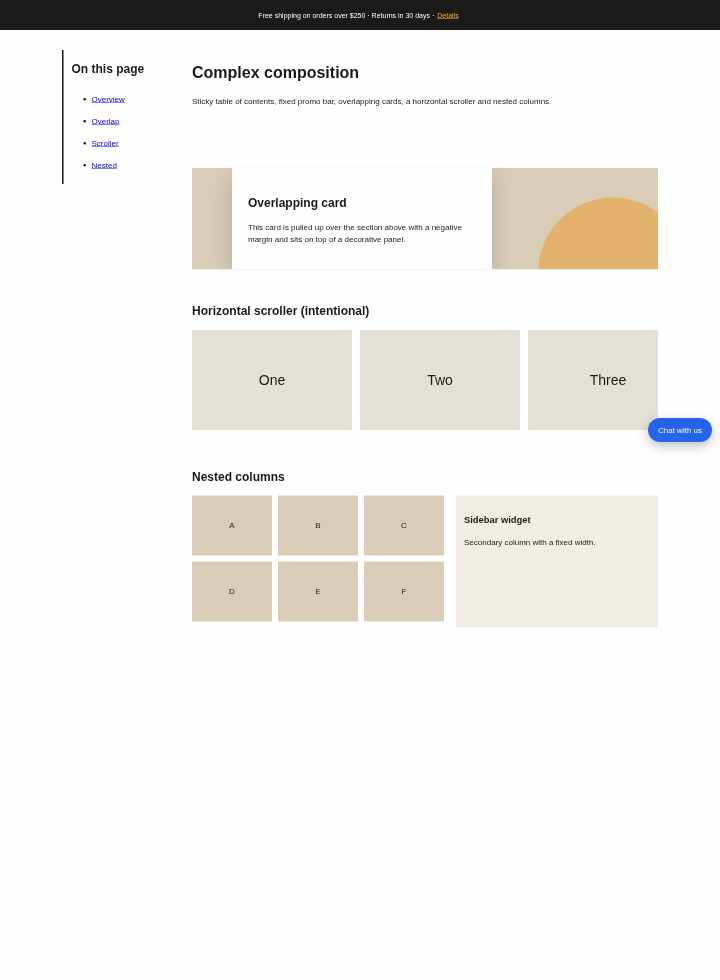 Free shipping on orders over $250 · Returns in 30 days · Details
On this page
Overview
Overlap
Scroller
Nested
Complex composition
Sticky table of contents, fixed promo bar, overlapping cards, a horizontal scroller and nested columns.
Overlapping card
This card is pulled up over the section above with a negative
margin and sits on top of a decorative panel.
Horizontal scroller (intentional)
One
Two
Three
Chat with us
Nested columns
A
B
C
D
E
F
Sidebar widget
Secondary column with a fixed width.